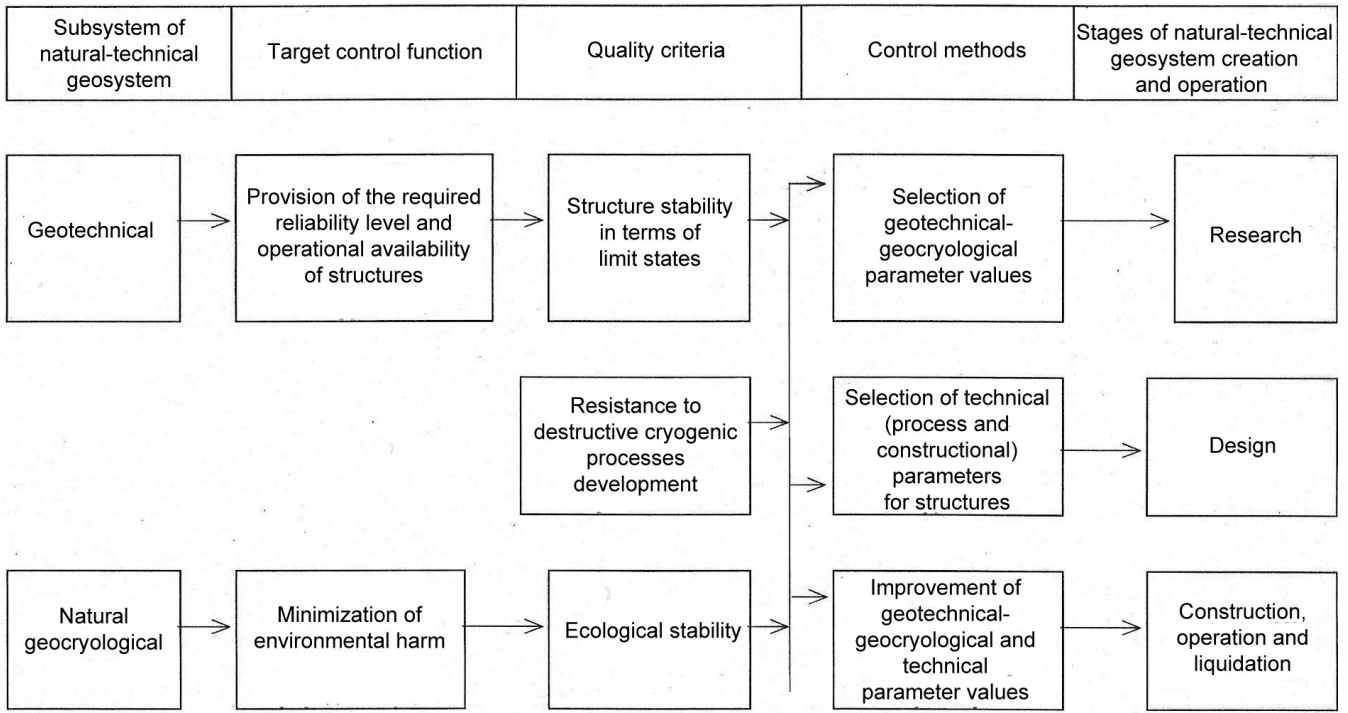 Subsystem of
natural-technical
geosystem
Target control function
Quality criteria
Control methods
Stages of natural-technical
geosystem creation
and operation
Geotechnical
Provision of the required
reliability level and
operational availability
of structures
Structure stability
in terms of
limit states
Selection of
geotechnical-
geocryological
parameter values
Research
Resistance to
destructive cryogenic
processes
development
Selection of technical
(process and
constructional)
parameters
for structures
Design
Natural
geocryological
Minimization of
environmental harm
Ecological stability
Improvement of
geotechnical-
geocryological and
technical
parameter values
Construction,
operation and
liquidation